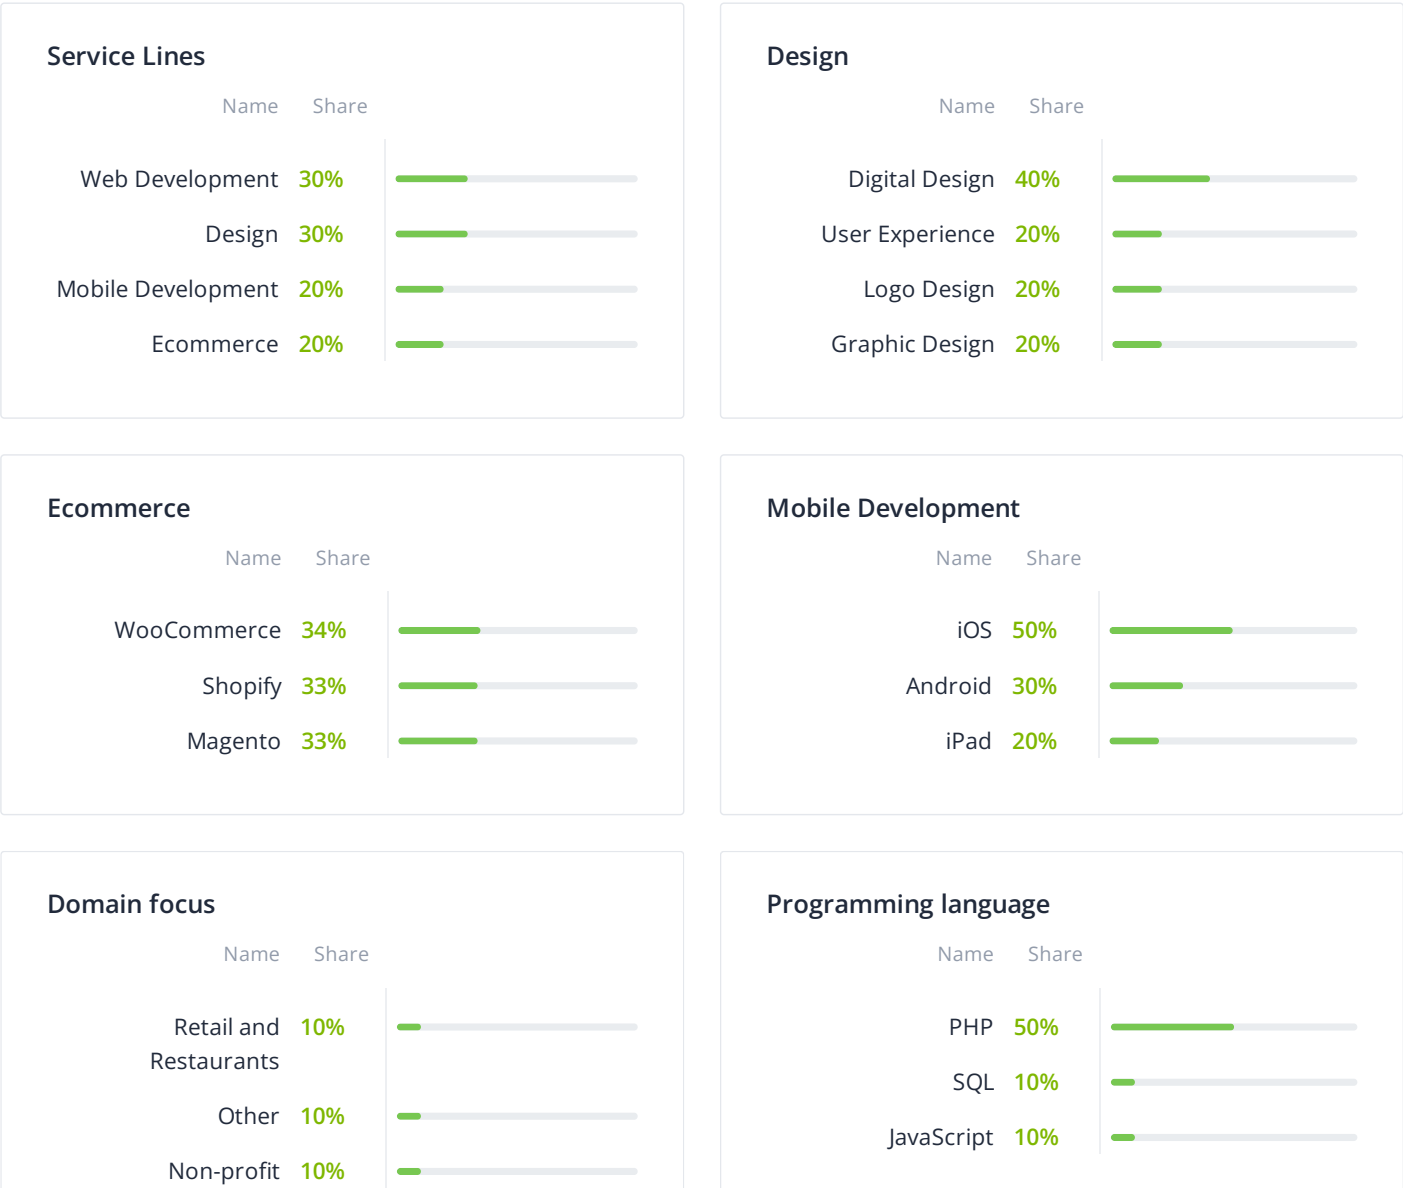 Service Lines
Name Share
Web Development 30%
Design 30%
Mobile Development 20%
Ecommerce 20%
Design
Name Share
Digital Design 40%
User Experience 20%
Logo Design 20%
Graphic Design 20%
Ecommerce
Name Share
WooCommerce 34%
Shopify 33%
Magento 33%
Mobile Development
Name Share
iOS 50%
Android 30%
iPad 20%
Domain focus
Name Share
Retail and 10%
Restaurants
Other 10%
Non-profit 10%
Programming language
Name Share
PHP 50%
SQL 10%
JavaScript 10%